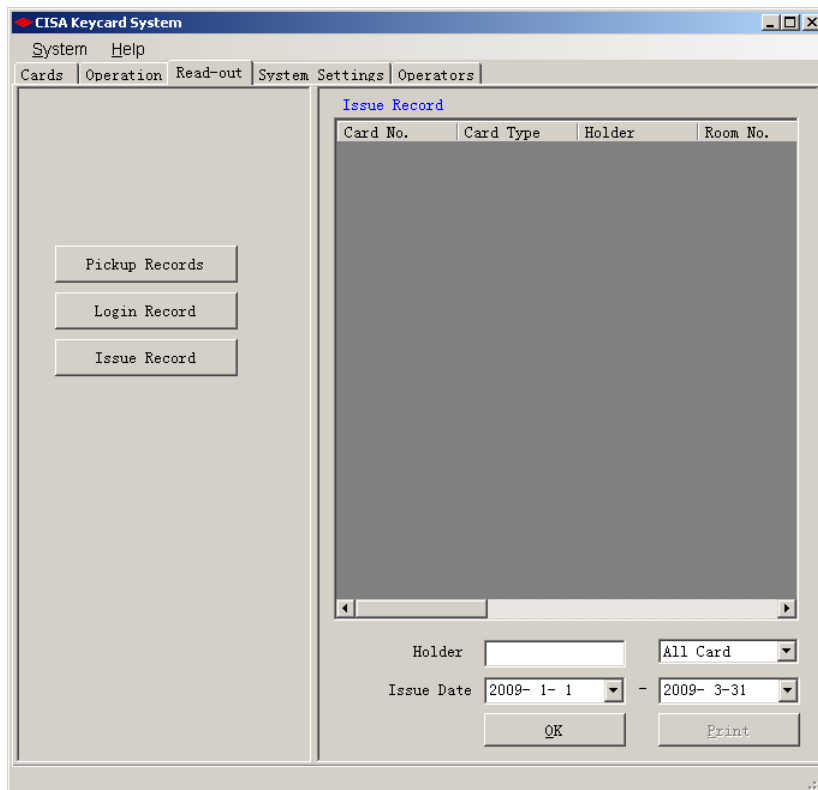 CISA Keycard System
System Help
Cards Operation Read-out System Settings Operators
Issue Record
Card No. Card Type Holder Room No.
Pickup Records
Login Record
Issue Record
Holder All Card
Issue Date 2009- 1- 1 - 2009- 3-31
OK Print